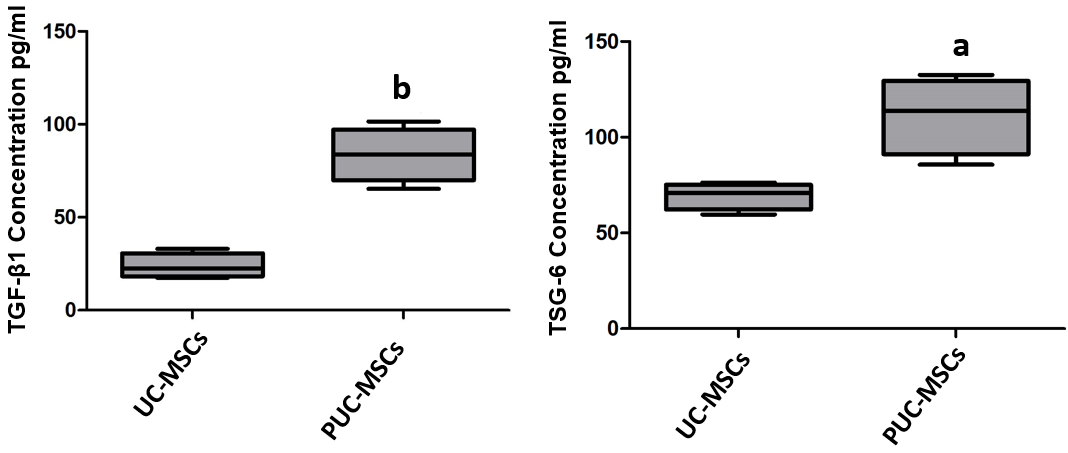 TGF-β1 Concentration pg/ml
150
100
50
0
b
UC-MSCs
PUC-MSCs
TSG-6 Concentration pg/ml
150
100
50
0
a
UC-MSCs
PUC-MSCs